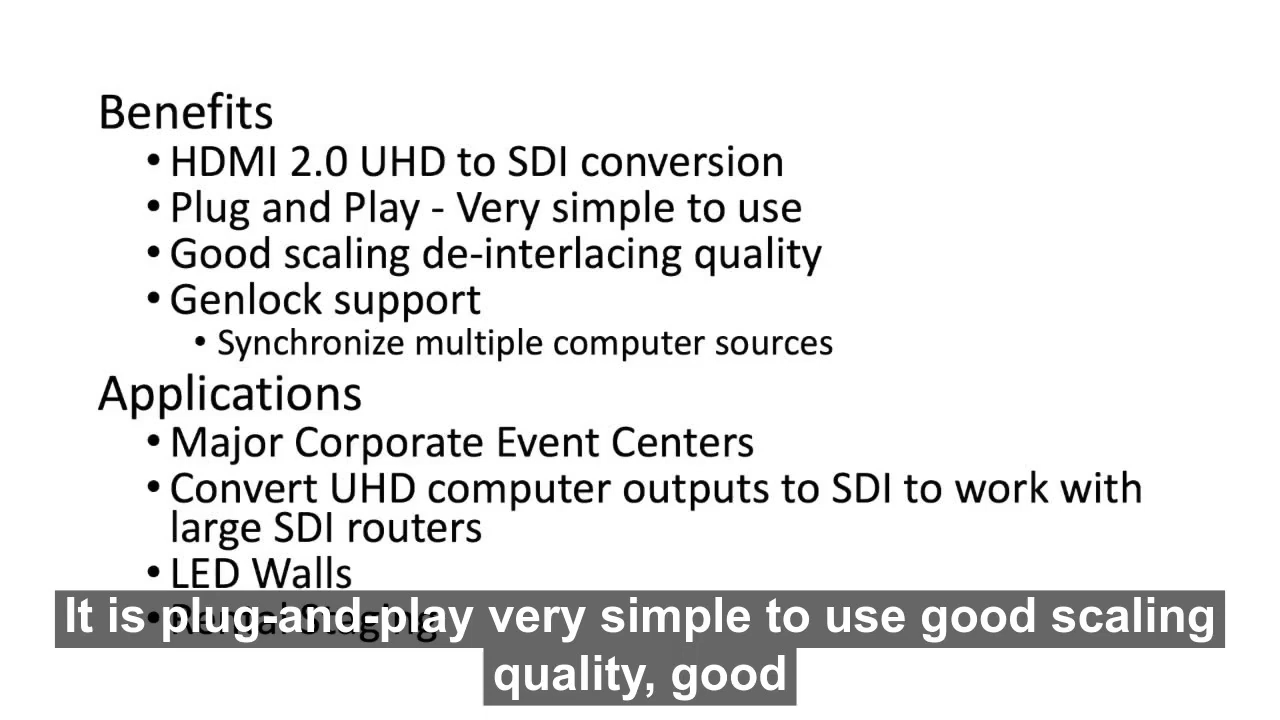 Benefits
• HDMI 2.0 UHD to SDI conversion
• Plug and Play - Very simple to use
• Good scaling de-interlacing quality
• Genlock support
• Synchronize multiple computer sources
Applications
• Major Corporate Event Centers
• Convert UHD computer outputs to SDI to work with
large SDI routers
• LED Walls
• Rental Staging
It is plug-and-play very simple to use good scaling
quality, good